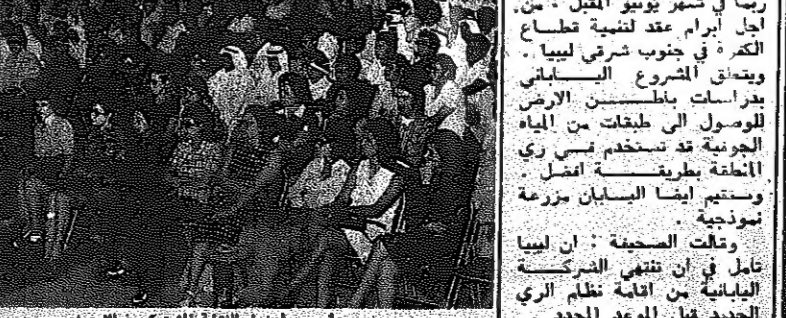 ربما في شهر يونيو المقبل : من
اجل ابرام عقد لتنمية قطاع
الكفرة في جنوب شرقي ليبيا .
ويتعلق المشروع الياباني
بدراسات باطن الارض
للوصول الى طبقات من المياه
الجوفية قد تستخدم في ري
المنطقة بطريقة افضل .
وستقيم ايضا اليابان مزرعة
نموذجية .
وقالت الصحيفة : ان ليبيا
تامل في ان تنتهي الشركة
اليابانية من اقامة نظام الري
الجديد قبل الموعد المحدد